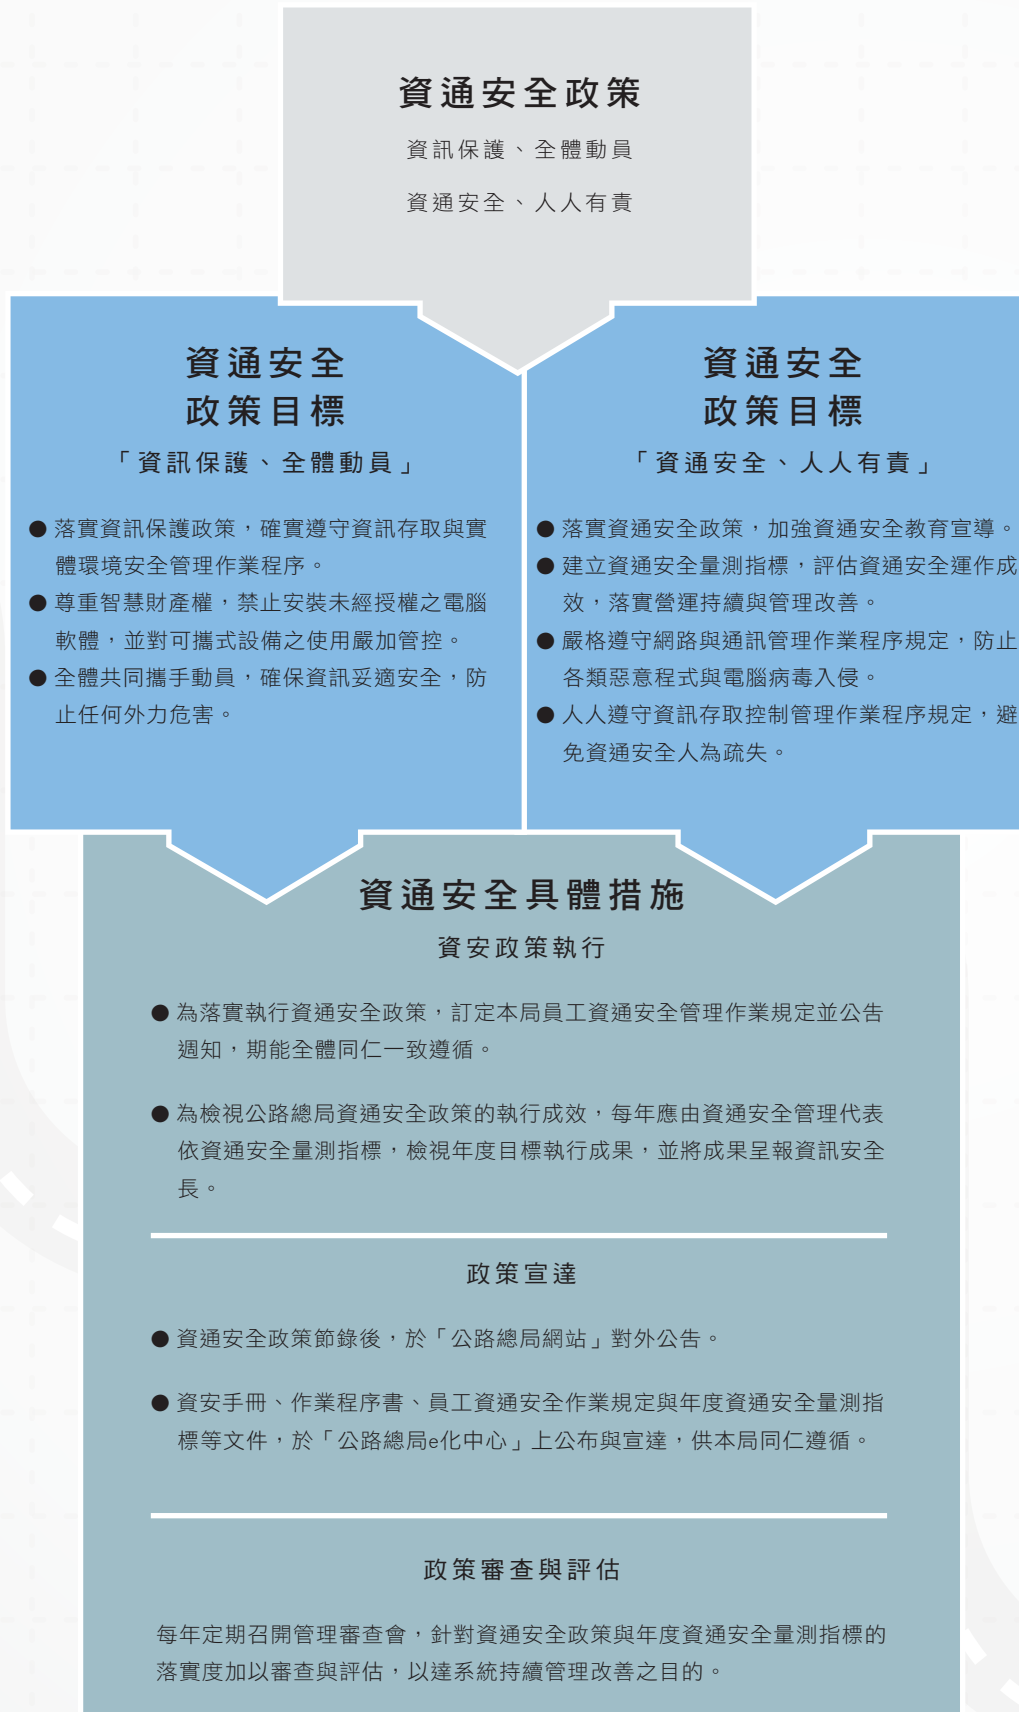 資通安全政策
資訊保護、全體動員
資通安全、人人有責
資通安全
政策目標
「資訊保護、全體動員」
● 落實資訊保護政策，確實遵守資訊存取與實
體環境安全管理作業程序。
● 尊重智慧財產權，禁止安裝未經授權之電腦
軟體，並對可攜式設備之使用嚴加管控。
● 全體共同攜手動員，確保資訊妥適安全，防
止任何外力危害。
資通安全
政策目標
「資通安全、人人有責」
● 落實資通安全政策，加強資通安全教育宣導。
● 建立資通安全量測指標，評估資通安全運作成
效，落實營運持續與管理改善。
● 嚴格遵守網路與通訊管理作業程序規定，防止
各類惡意程式與電腦病毒入侵。
● 人人遵守資訊存取控制管理作業程序規定，避
免資通安全人為疏失。
資通安全具體措施
資安政策執行
● 為落實執行資通安全政策，訂定本局員工資通安全管理作業規定並公告
週知，期能全體同仁一致遵循。
● 為檢視公路總局資通安全政策的執行成效，每年應由資通安全管理代表
依資通安全量測指標，檢視年度目標執行成果，並將成果呈報資訊安全
長。
政策宣達
● 資通安全政策節錄後，於「公路總局網站」對外公告。
● 資安手冊、作業程序書、員工資通安全作業規定與年度資通安全量測指
標等文件，於「公路總局e化中心」上公布與宣達，供本局同仁遵循。
政策審查與評估
每年定期召開管理審查會，針對資通安全政策與年度資通安全量測指標的
落實度加以審查與評估，以達系統持續管理改善之目的。